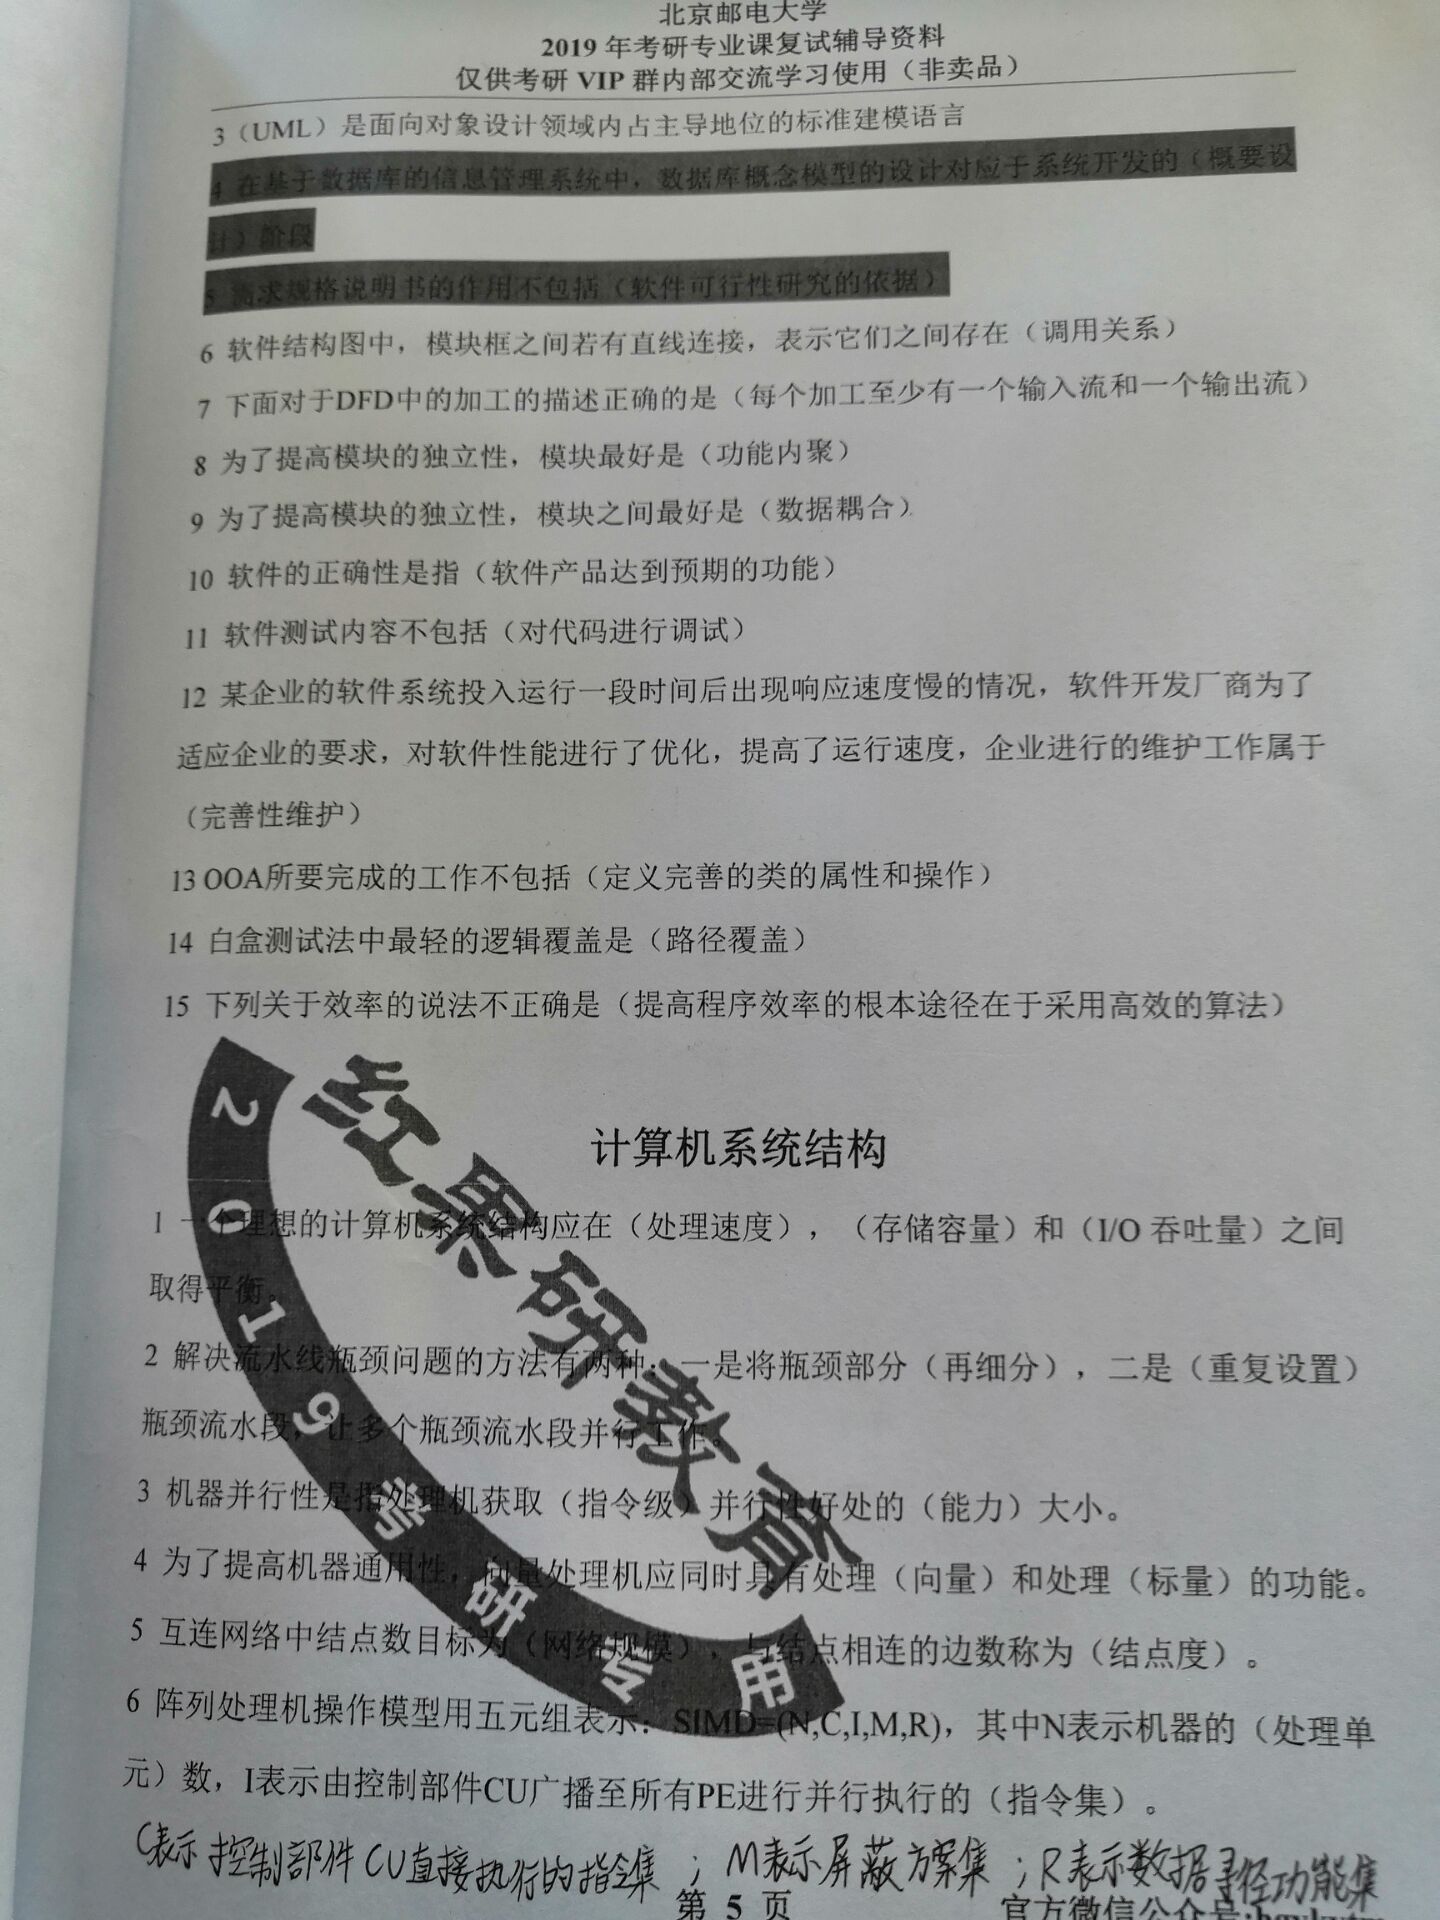 北京邮电大学
2019 年考研专业课复试辅导资料
仅供考研 VIP 群内部交流学习使用（非卖品）
3（UML）是面向对象设计领域内占主导地位的标准建模语言
4 在基于数据库的信息管理系统中，数据库概念模型的设计对应于系统开发的（概要设
计）阶段
5 需求规格说明书的作用不包括（软件可行性研究的依据）
6 软件结构图中，模块框之间若有直线连接，表示它们之间存在（调用关系）
7 下面对于DFD中的加工的描述正确的是（每个加工至少有一个输入流和一个输出流）
8 为了提高模块的独立性，模块最好是（功能内聚）
9 为了提高模块的独立性，模块之间最好是（数据耦合）
10 软件的正确性是指（软件产品达到预期的功能）
11 软件测试内容不包括（对代码进行调试）
12 某企业的软件系统投入运行一段时间后出现响应速度慢的情况，软件开发厂商为了
适应企业的要求，对软件性能进行了优化，提高了运行速度，企业进行的维护工作属于
（完善性维护）
13 OOA所要完成的工作不包括（定义完善的类的属性和操作）
14 白盒测试法中最轻的逻辑覆盖是（路径覆盖）
15 下列关于效率的说法不正确是（提高程序效率的根本途径在于采用高效的算法）
红果研教育
2019考研专用
计算机系统结构
1 一个理想的计算机系统结构应在（处理速度），（存储容量）和（I/O 吞吐量）之间
取得平衡。
2 解决流水线瓶颈问题的方法有两种：一是将瓶颈部分（再细分），二是（重复设置）
瓶颈流水段，让多个瓶颈流水段并行工作。
3 机器并行性是指处理机获取（指令级）并行性好处的（能力）大小。
4 为了提高机器通用性，向量处理机应同时具有处理（向量）和处理（标量）的功能。
5 互连网络中结点数目标为（网络规模），与结点相连的边数称为（结点度）。
6 阵列处理机操作模型用五元组表示：SIMD=(N,C,I,M,R)，其中N表示机器的（处理单
元）数，I表示由控制部件CU广播至所有PE进行并行执行的（指令集）。
C表示控制部件CU直接执行的指令集；M表示屏蔽方案集；R表示数据寻径功能集
第 5 页
官方微信公众号: